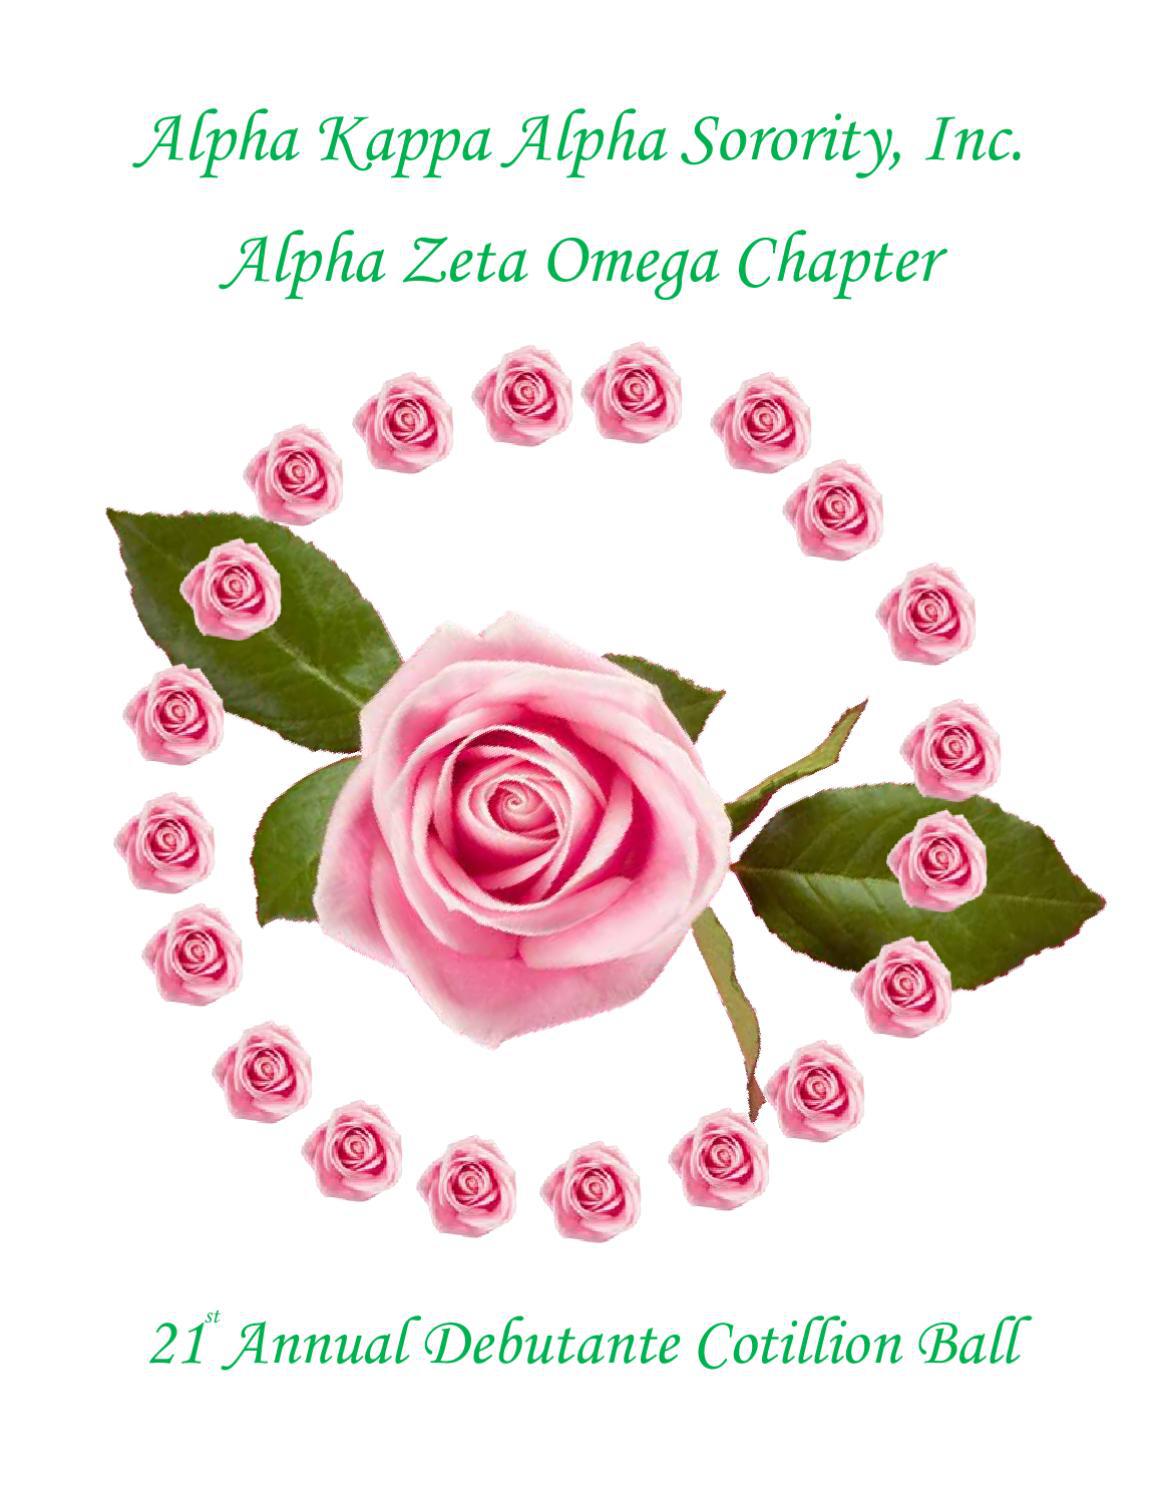 Alpha Kappa Alpha Sorority, Inc.
Alpha Zeta Omega Chapter
21st Annual Debutante Cotillion Ball